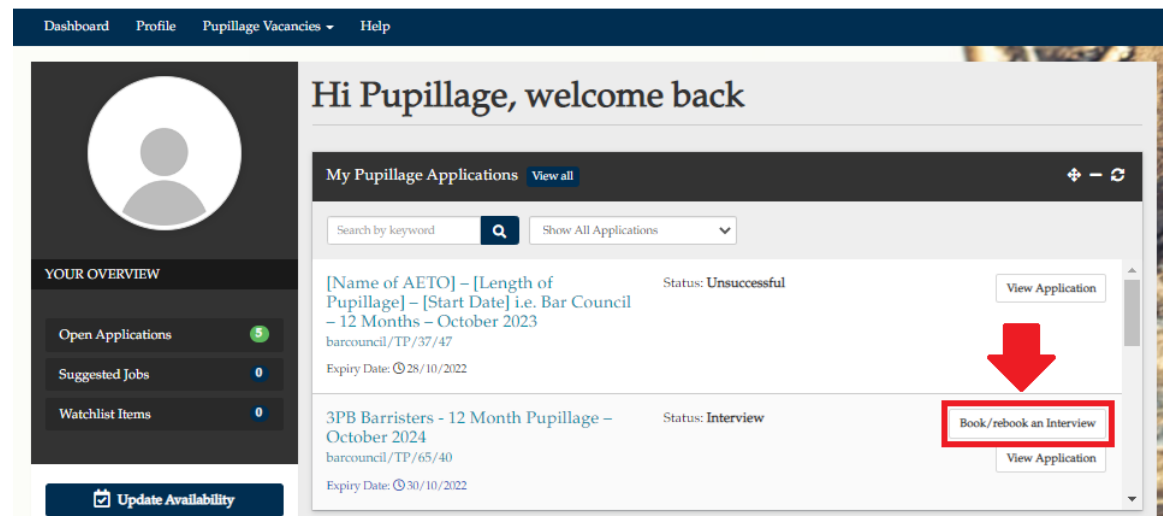 Dashboard Profile Pupillage Vacancies Help
Hi Pupillage, welcome back
My Pupillage Applications View all
Search by keyword Show All Applications
YOUR OVERVIEW
Open Applications 5
Suggested Jobs 0
Watchlist Items 0
Update Availability
[Name of AETO] – [Length of
Pupillage] – [Start Date] i.e. Bar Council
– 12 Months – October 2023
barcouncil/TP/37/47
Expiry Date: 28/10/2022
Status: Unsuccessful
View Application
3PB Barristers - 12 Month Pupillage –
October 2024
barcouncil/TP/65/40
Expiry Date: 30/10/2022
Status: Interview
Book/rebook an Interview
View Application